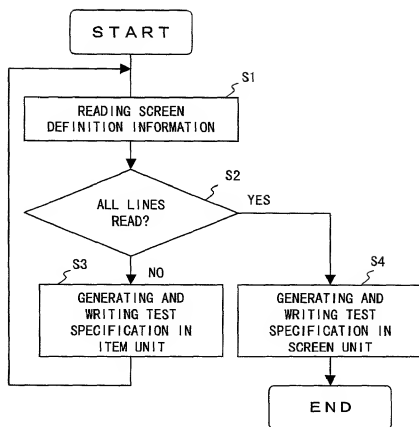 START
S1
READING SCREEN
DEFINITION INFORMATION
S2
ALL LINES
READ?
YES
S3
NO
S4
GENERATING AND
WRITING TEST
SPECIFICATION IN
ITEM UNIT
GENERATING AND
WRITING TEST
SPECIFICATION IN
SCREEN UNIT
END